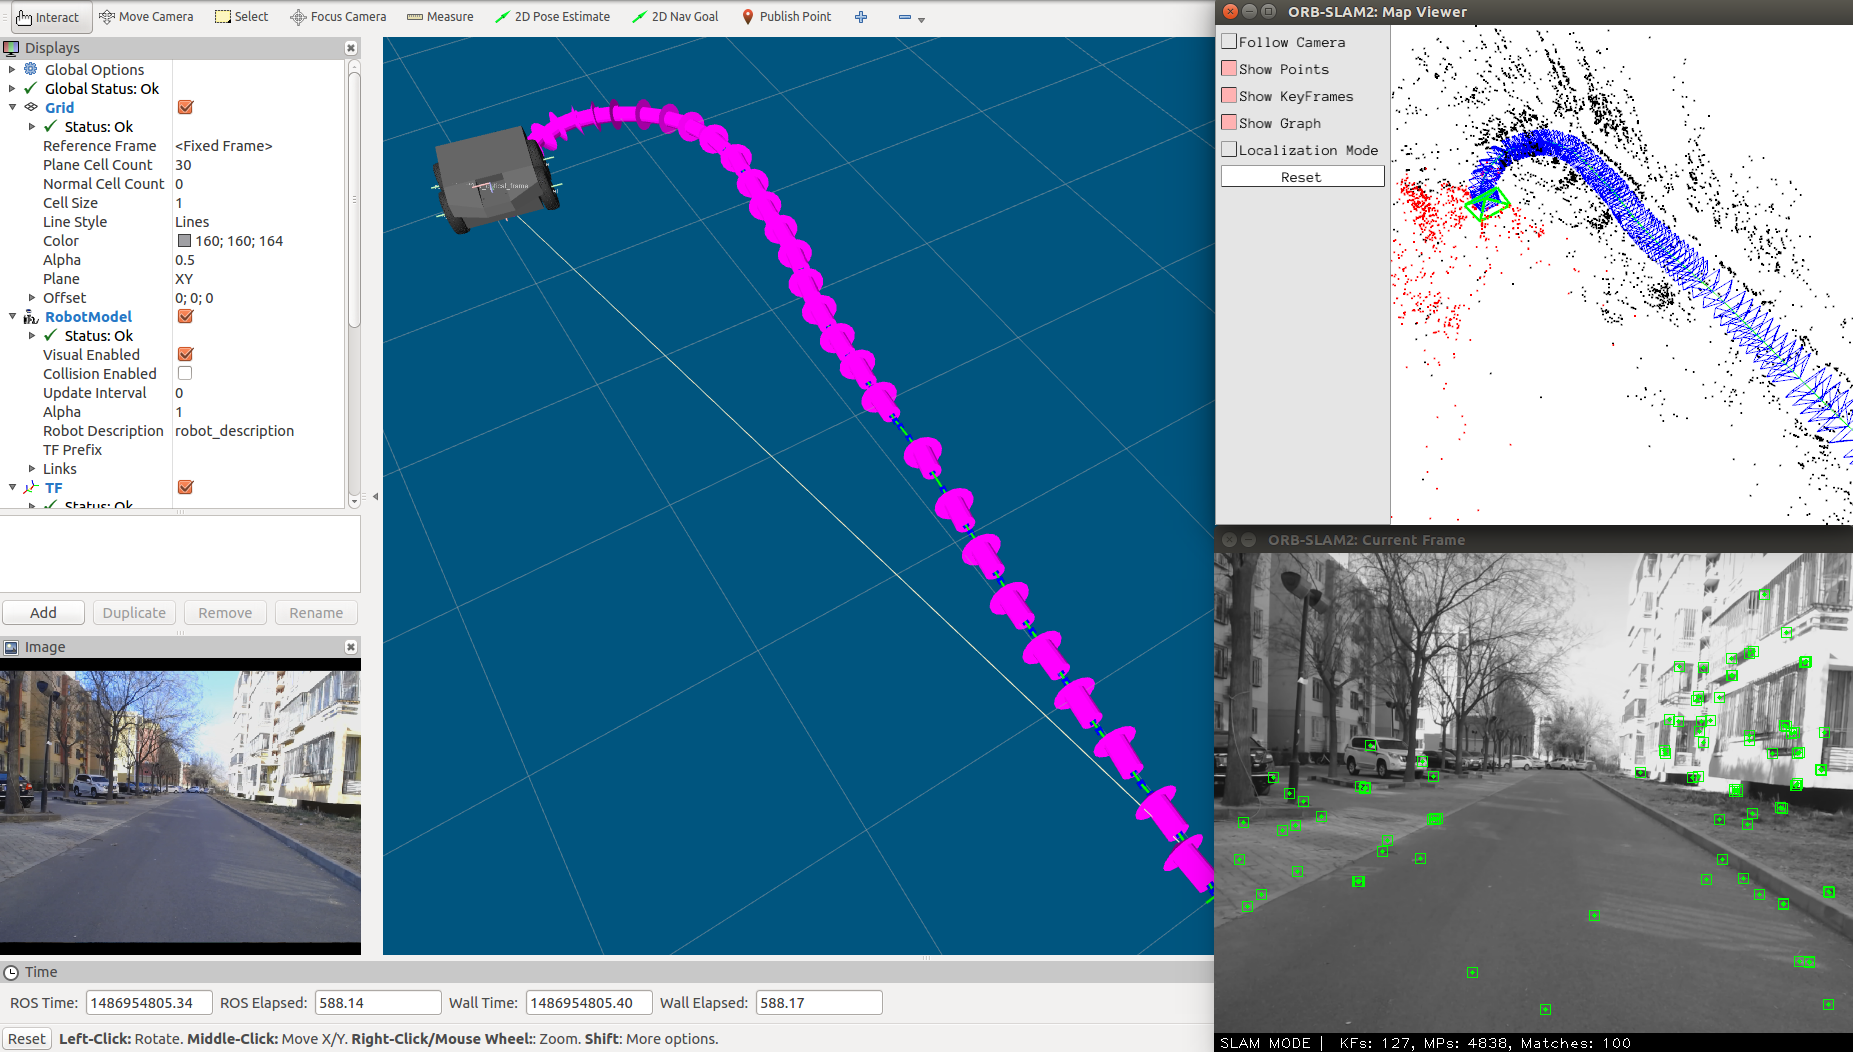 Interact Move Camera Select Focus Camera Measure 2D Pose Estimate 2D Nav Goal Publish Point
Displays
Global Options
Global Status: Ok
Grid
Status: Ok
Reference Frame <Fixed Frame>
Plane Cell Count 30
Normal Cell Count 0
Cell Size 1
Line Style Lines
Color 160; 160; 164
Alpha 0.5
Plane XY
Offset 0; 0; 0
RobotModel
Status: Ok
Visual Enabled
Collision Enabled
Update Interval 0
Alpha 1
Robot Description robot_description
TF Prefix
Links
TF
Status: Ok
Add Duplicate Remove Rename
Image
Time
ROS Time: 1486954805.34 ROS Elapsed: 588.14 Wall Time: 1486954805.40 Wall Elapsed: 588.17
Reset Left-Click: Rotate. Middle-Click: Move X/Y. Right-Click/Mouse Wheel:: Zoom. Shift: More options.
ORB-SLAM2: Map Viewer
Follow Camera
Show Points
Show KeyFrames
Show Graph
Localization Mode
Reset
ORB-SLAM2: Current Frame
SLAM MODE | KFs: 127, MPs: 4838, Matches: 100